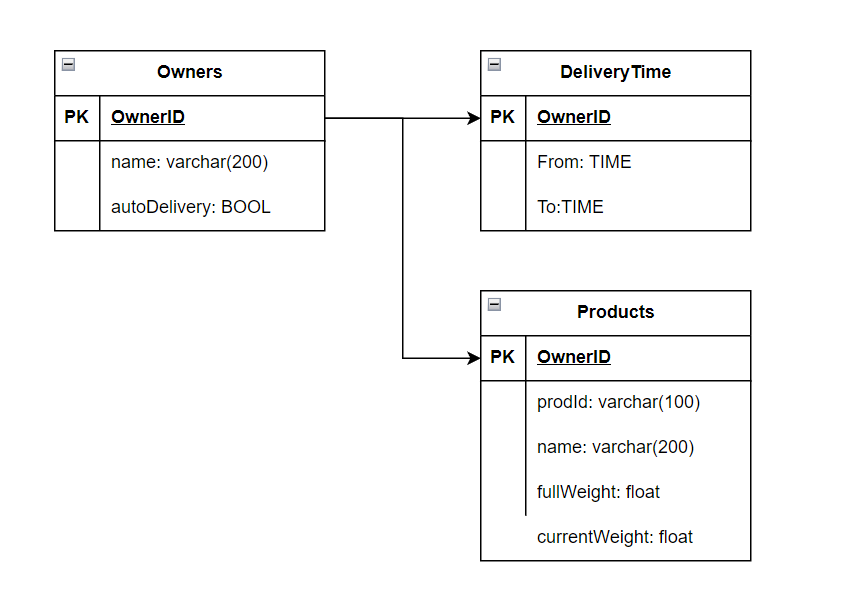 Owners
PK OwnerID
name: varchar(200)
autoDelivery: BOOL
DeliveryTime
PK OwnerID
From: TIME
To:TIME
Products
PK OwnerID
prodId: varchar(100)
name: varchar(200)
fullWeight: float
currentWeight: float